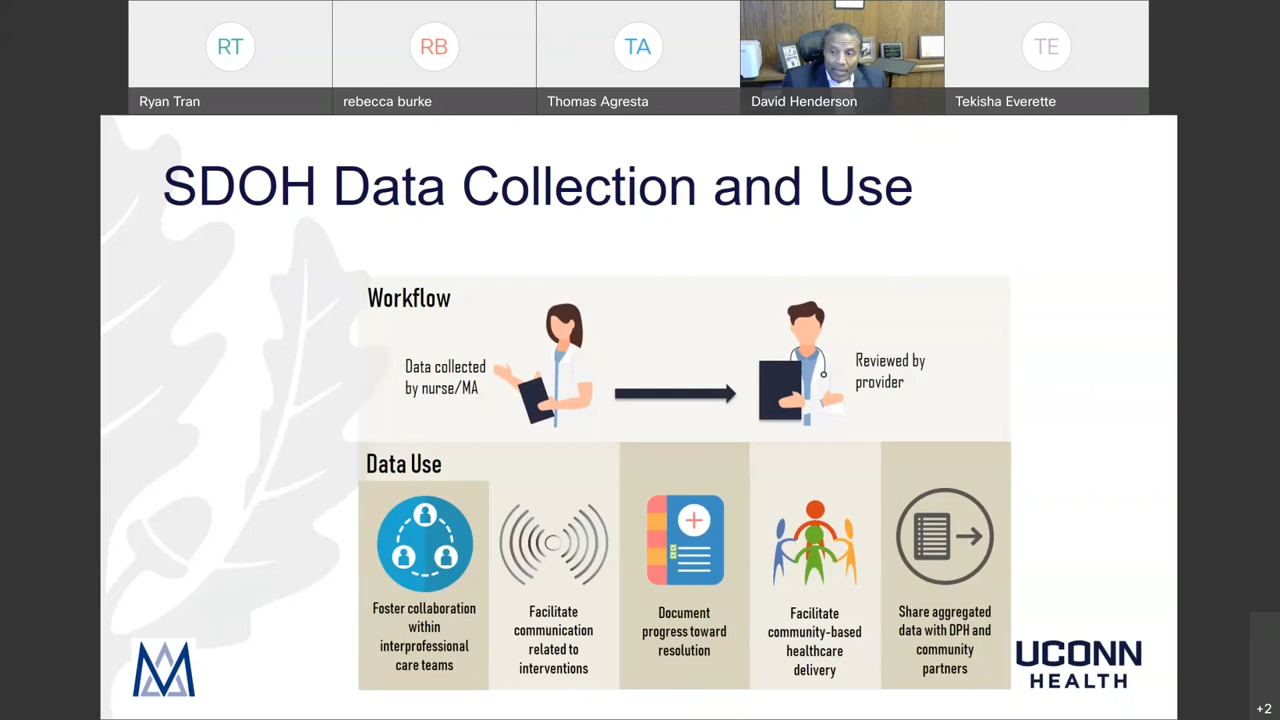 RT
RB
TA
TE
Ryan Tran
rebecca burke
Thomas Agresta
David Henderson
Tekisha Everette
SDOH Data Collection and Use
Workflow
Data collected
by nurse/MA
Reviewed by
provider
Data Use
Foster collaboration
within
interprofessional
care teams
Facilitate
communication
related to
interventions
Document
progress toward
resolution
Facilitate
community-based
healthcare
delivery
Share aggregated
data with DPH and
community
partners
UCONN
HEALTH
+2